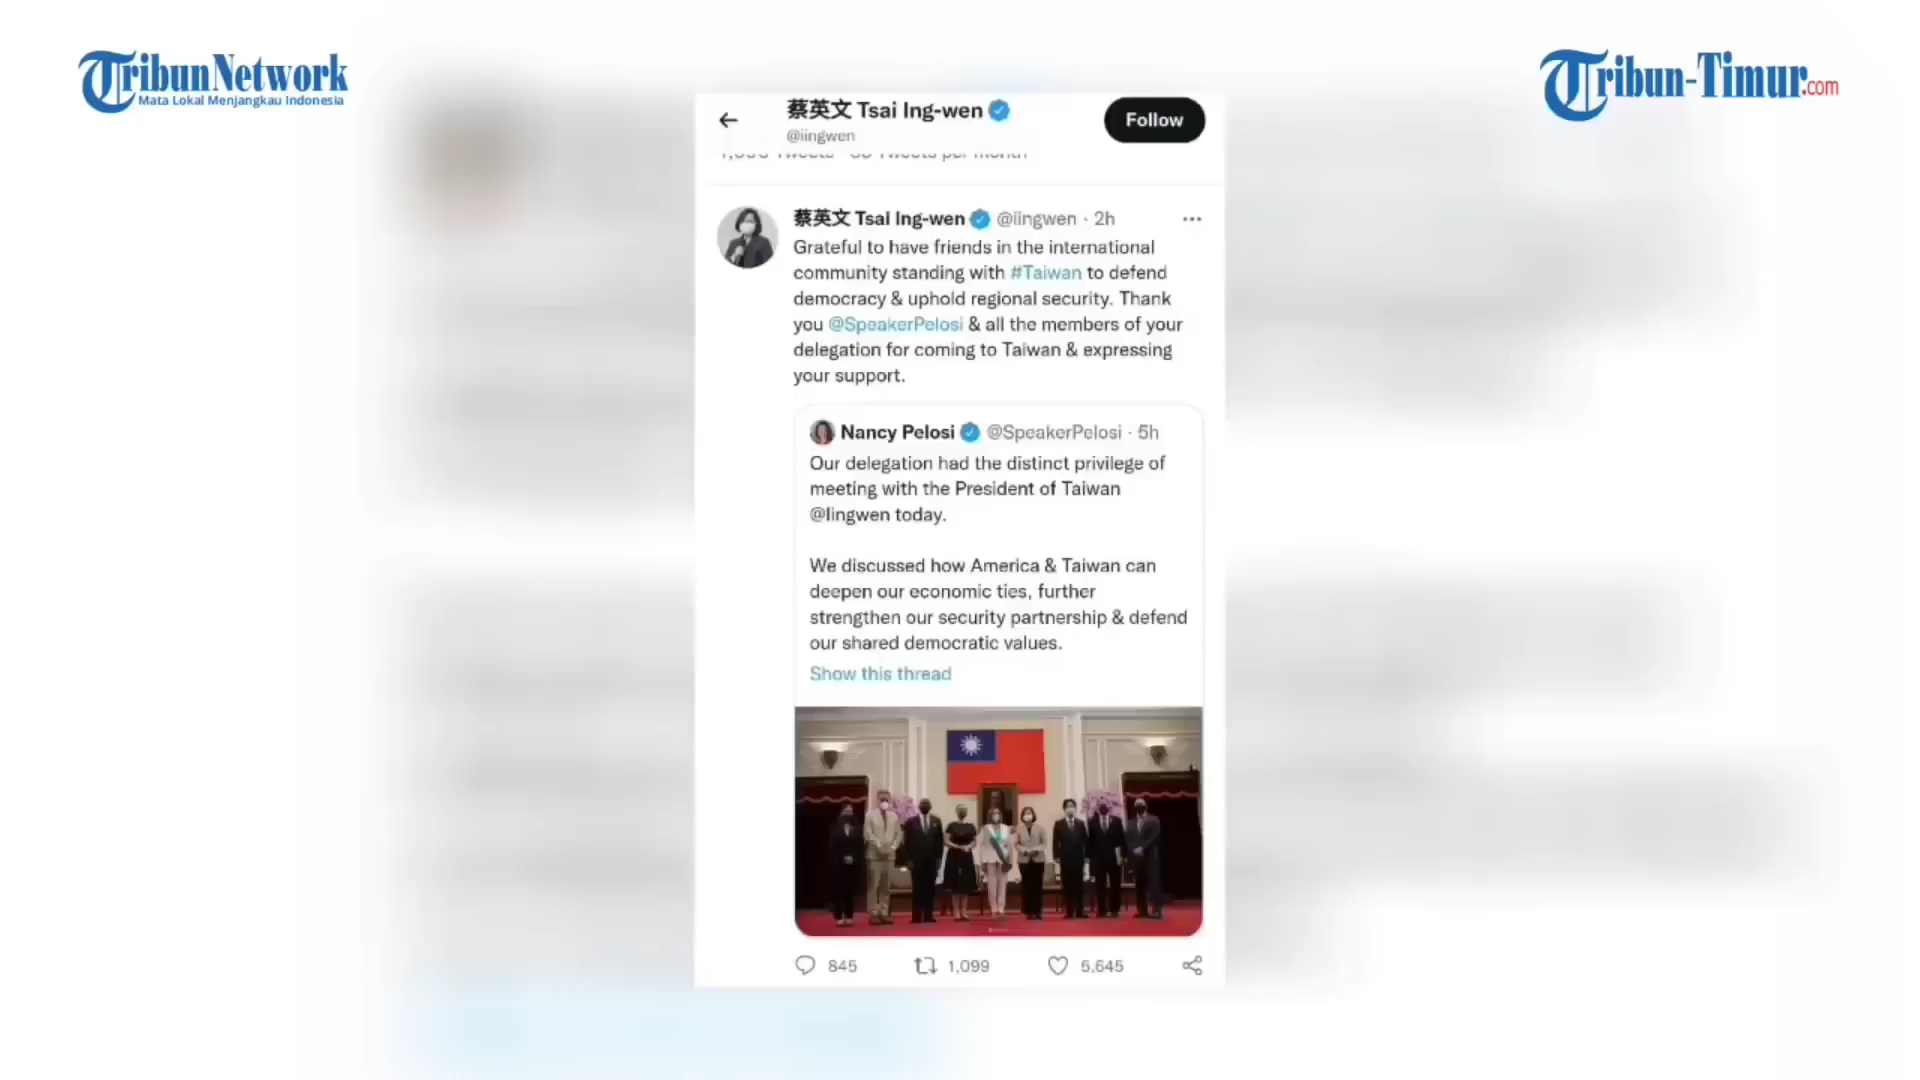 TribunNetwork
Mata Lokal Menjangkau Indonesia
Tribun-Timur.com
蔡英文 Tsai Ing-wen
@iingwen
Follow
蔡英文 Tsai Ing-wen @iingwen · 2h
Grateful to have friends in the international
community standing with #Taiwan to defend
democracy & uphold regional security. Thank
you @SpeakerPelosi & all the members of your
delegation for coming to Taiwan & expressing
your support.
Nancy Pelosi @SpeakerPelosi · 5h
Our delegation had the distinct privilege of
meeting with the President of Taiwan
@Iingwen today.
We discussed how America & Taiwan can
deepen our economic ties, further
strengthen our security partnership & defend
our shared democratic values.
Show this thread
845 1,099 5,645